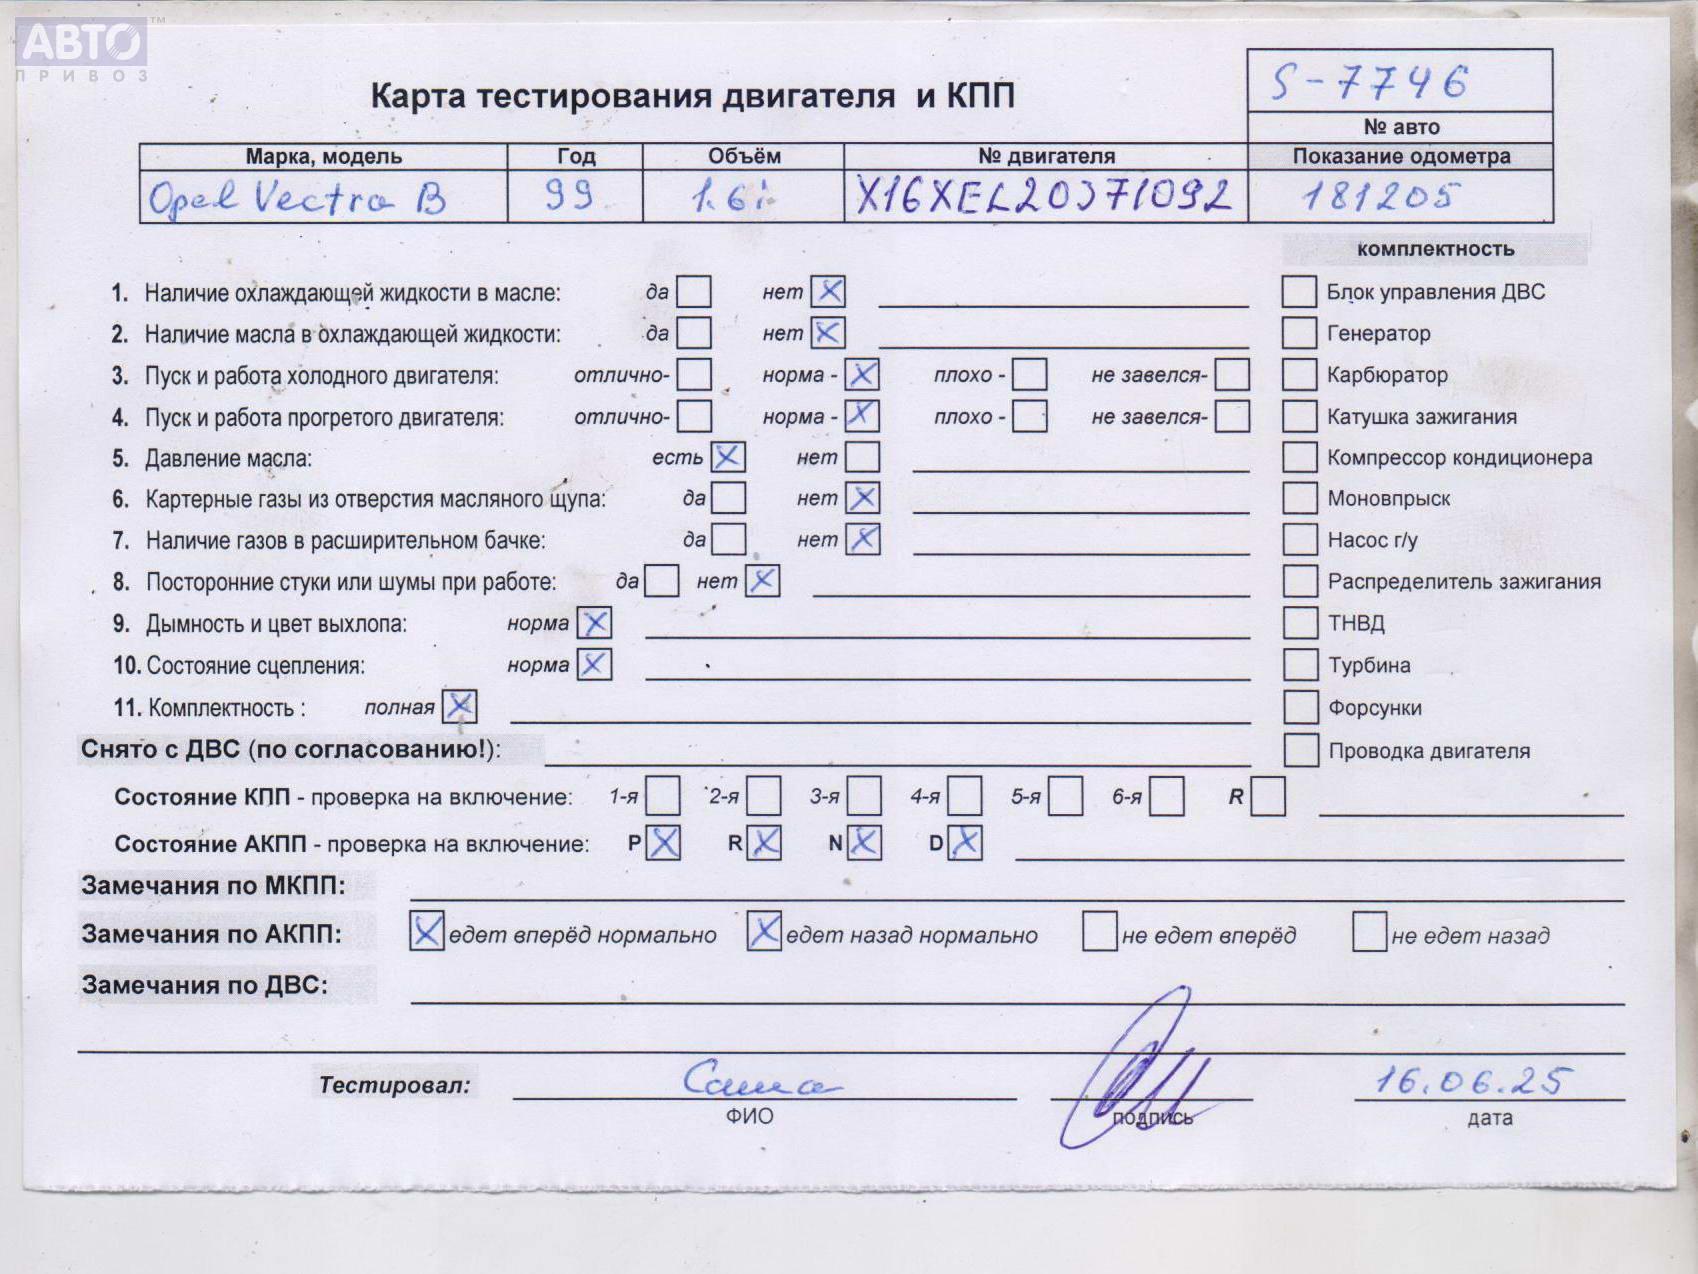 АВТО™
ПРИВОЗ
S-7746
Карта тестирования двигателя и КПП
№ авто
Марка, модель Год Объём № двигателя Показание одометра
Opel Vectra B 99 1.6i X16XEL20J71092 181205
комплектность
1. Наличие охлаждающей жидкости в масле: да нет X Блок управления ДВС
2. Наличие масла в охлаждающей жидкости: да нет X Генератор
3. Пуск и работа холодного двигателя: отлично- норма - X плохо - не завелся- Карбюратор
4. Пуск и работа прогретого двигателя: отлично- норма - X плохо - не завелся- Катушка зажигания
5. Давление масла: есть X нет Компрессор кондиционера
6. Картерные газы из отверстия масляного щупа: да нет X Моновпрыск
7. Наличие газов в расширительном бачке: да нет X Насос г/у
8. Посторонние стуки или шумы при работе: да нет X Распределитель зажигания
9. Дымность и цвет выхлопа: норма X ТНВД
10. Состояние сцепления: норма X Турбина
11. Комплектность : полная X Форсунки
Снято с ДВС (по согласованию!): Проводка двигателя
Состояние КПП - проверка на включение: 1-я 2-я 3-я 4-я 5-я 6-я R
Состояние АКПП - проверка на включение: P X R X N X D X
Замечания по МКПП:
Замечания по АКПП: X едет вперёд нормально X едет назад нормально не едет вперёд не едет назад
Замечания по ДВС:
Тестировал: Саша 16.06.25
ФИО подпись дата